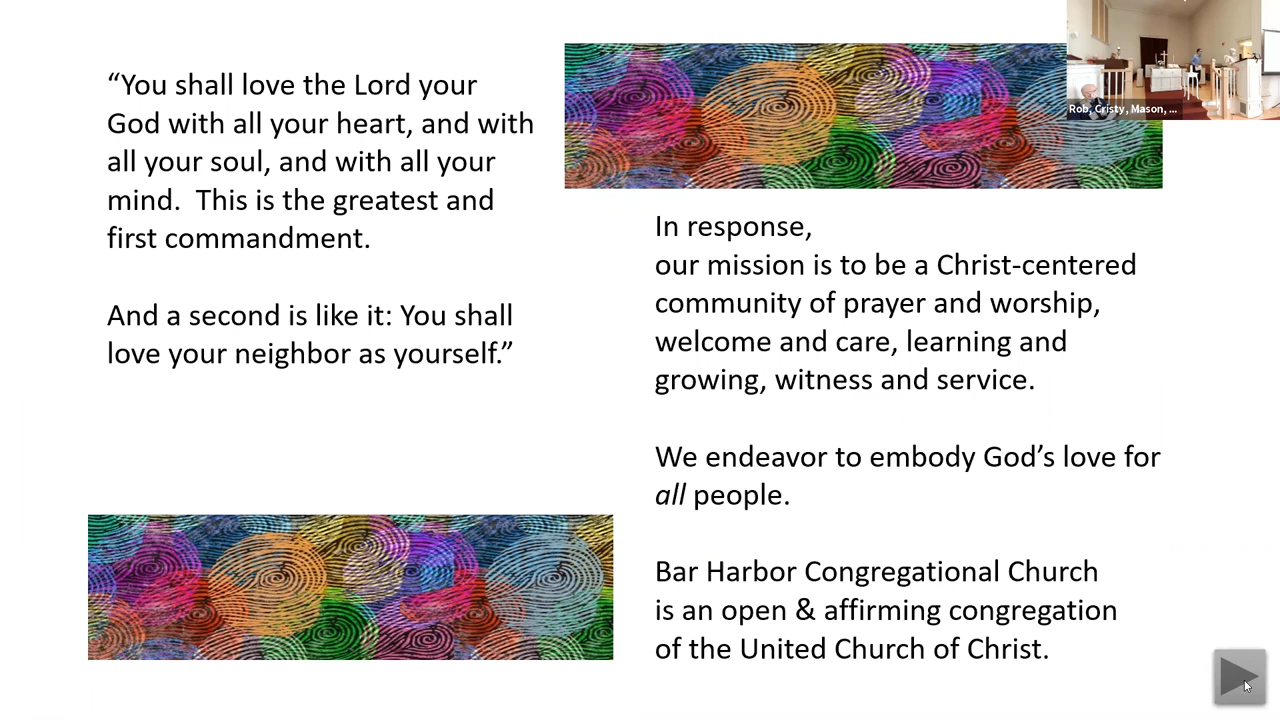 “You shall love the Lord your
God with all your heart, and with
all your soul, and with all your
mind.  This is the greatest and
first commandment.
And a second is like it: You shall
love your neighbor as yourself.”
Rob, Cristy, Mason, ...
In response,
our mission is to be a Christ-centered
community of prayer and worship,
welcome and care, learning and
growing, witness and service.
We endeavor to embody God’s love for
all people.
Bar Harbor Congregational Church
is an open & affirming congregation
of the United Church of Christ.